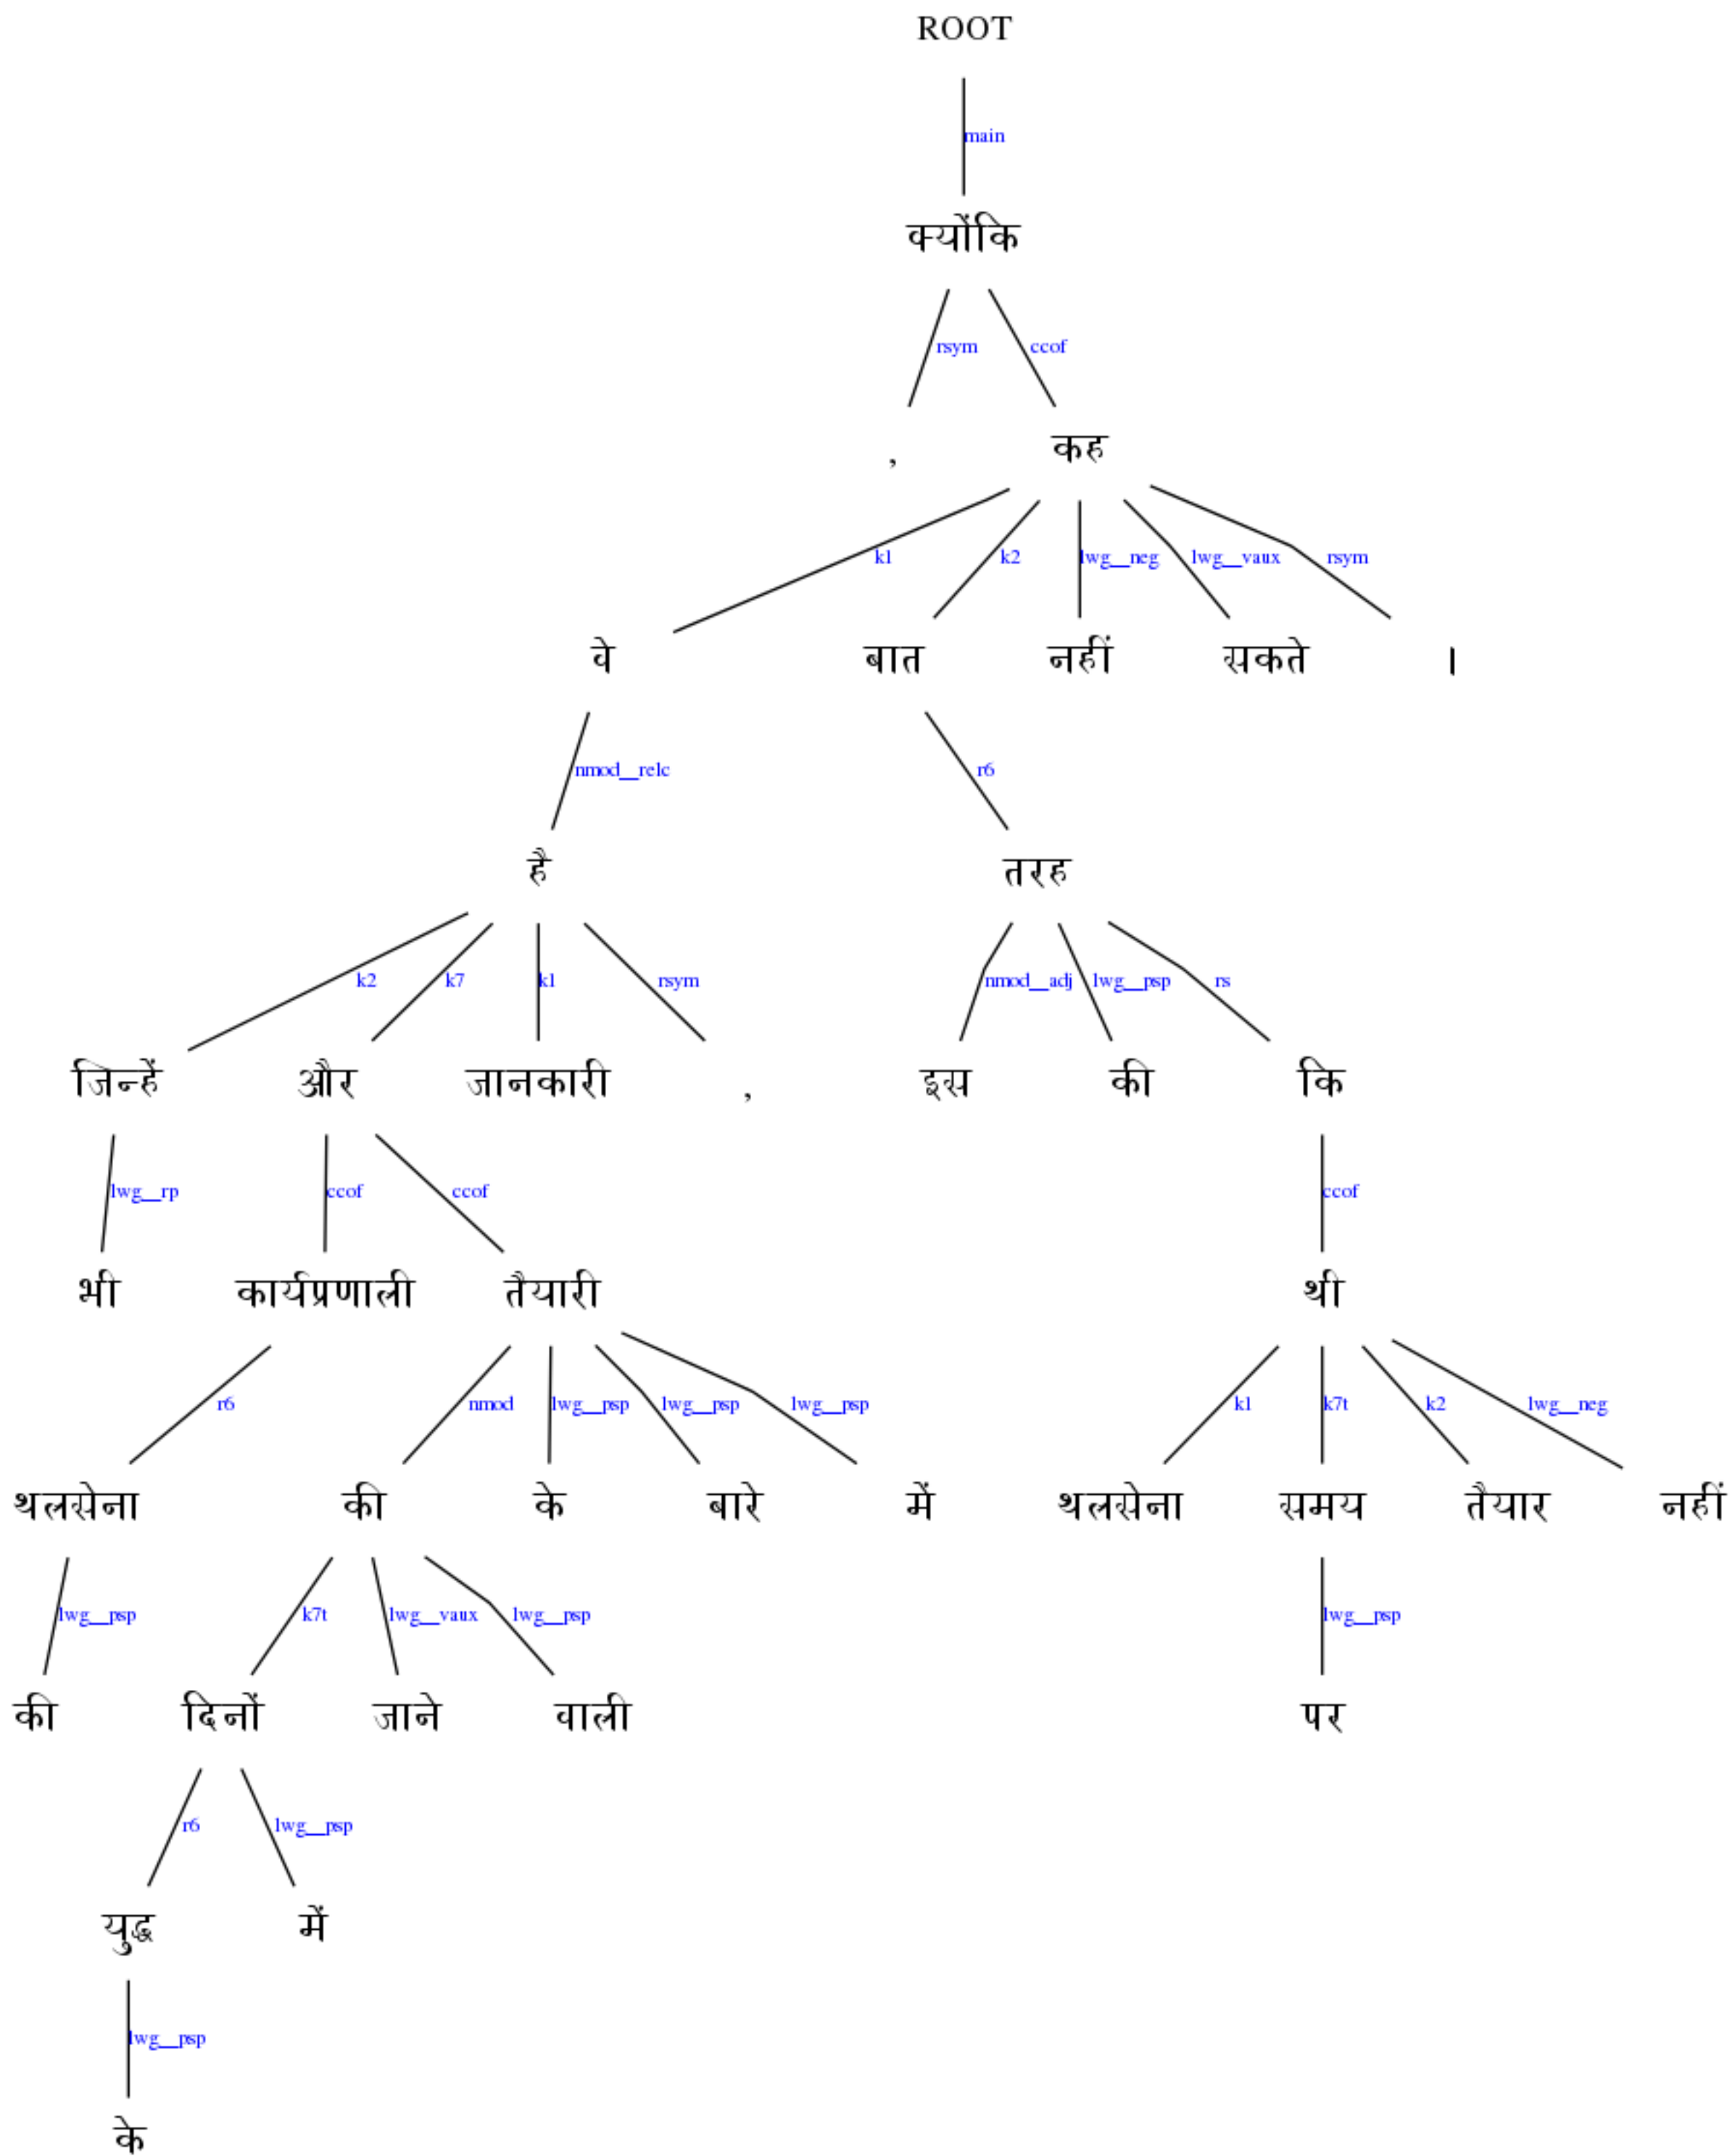 ROOT
main
क्योंकि
rsym ccof
, कह
k1 k2 lwg__neg lwg__vaux rsym
वे बात नहीं सकते ।
nmod__relc r6
है तरह
k2 k7 k1 rsym nmod__adj lwg__psp rs
जिन्हें और जानकारी , इस की कि
lwg__rp ccof ccof ccof
भी कार्यप्रणाली तैयारी थी
r6 nmod lwg__psp lwg__psp lwg__psp k1 k7t k2 lwg__neg
थलसेना की के बारे में थलसेना समय तैयार नहीं
lwg__psp k7t lwg__vaux lwg__psp lwg__psp
की दिनों जाने वाली पर
r6 lwg__psp
युद्ध में
lwg__psp
के